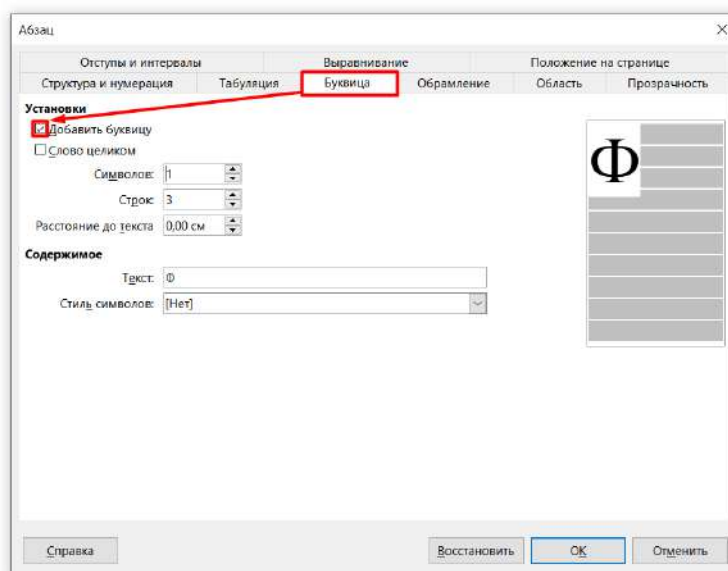 Абзац
Отступы и интервалы Выравнивание Положение на странице
Структура и нумерация Табуляция Буквица Обрамление Область Прозрачность
Установки
Добавить буквицу
Слово целиком
Символов: 1
Строк: 3
Расстояние до текста 0,00 см
Ф
Содержимое
Текст: Ф
Стиль символов: [Нет]
Справка Восстановить ОК Отменить